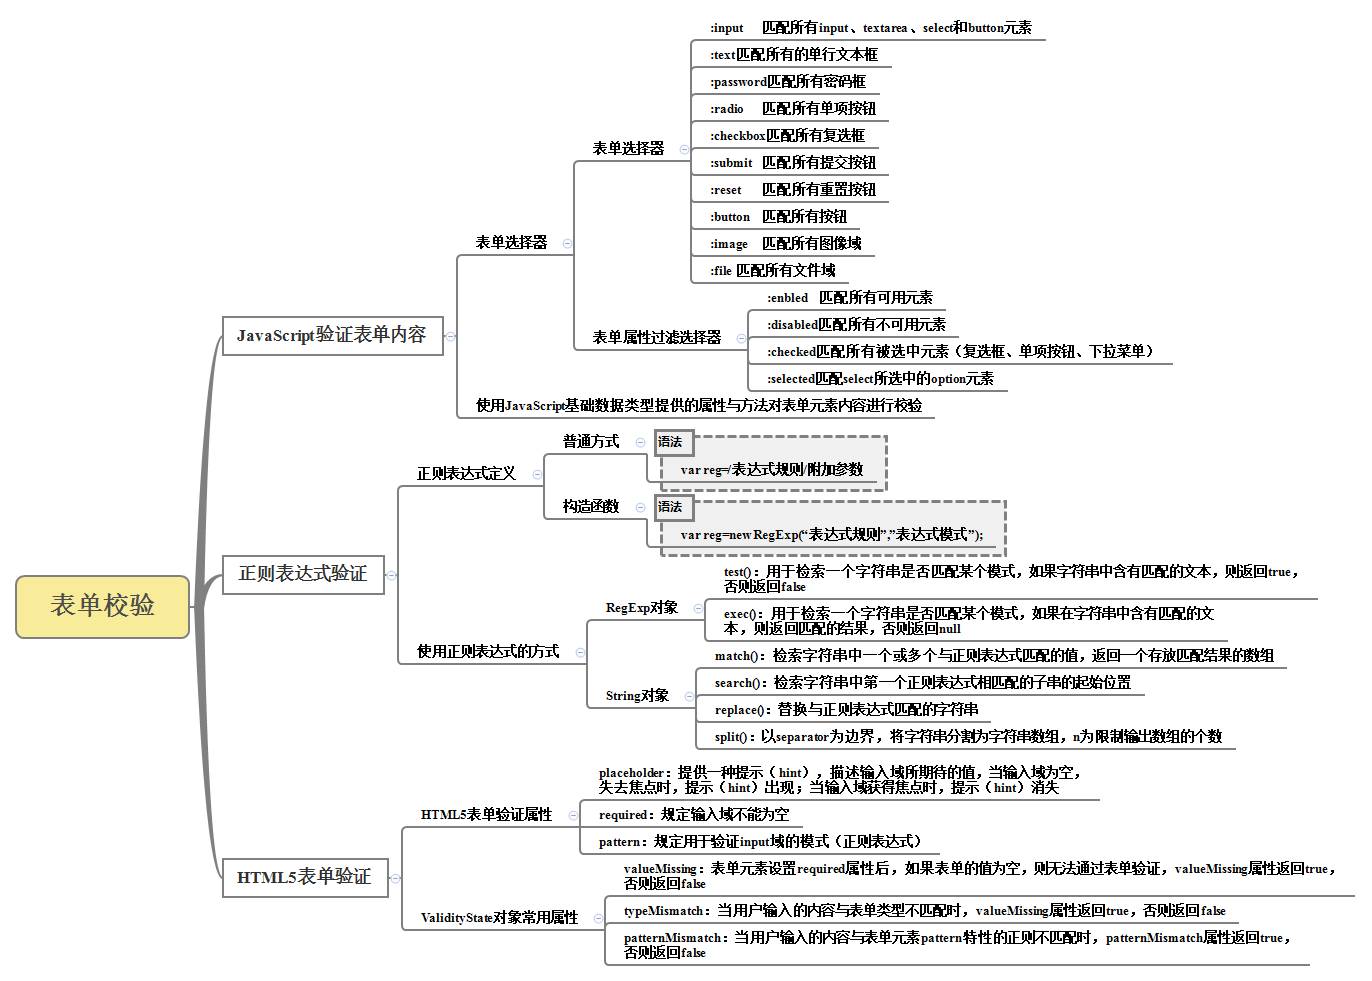 表单校验
JavaScript验证表单内容
表单选择器
表单选择器
:input 匹配所有input、textarea、select和button元素
:text匹配所有的单行文本框
:password匹配所有密码框
:radio 匹配所有单项按钮
:checkbox匹配所有复选框
:submit 匹配所有提交按钮
:reset 匹配所有重置按钮
:button 匹配所有按钮
:image 匹配所有图像域
:file 匹配所有文件域
表单属性过滤选择器
:enbled 匹配所有可用元素
:disabled匹配所有不可用元素
:checked匹配所有被选中元素（复选框、单项按钮、下拉菜单）
:selected匹配select所选中的option元素
使用JavaScript基础数据类型提供的属性与方法对表单元素内容进行校验
正则表达式验证
正则表达式定义
普通方式
语法
var reg=/表达式规则/附加参数
构造函数
语法
var reg=new RegExp(“表达式规则”,”表达式模式”);
使用正则表达式的方式
RegExp对象
test()：用于检索一个字符串是否匹配某个模式，如果字符串中含有匹配的文本，则返回true，
否则返回false
exec()：用于检索一个字符串是否匹配某个模式，如果在字符串中含有匹配的文
本，则返回匹配的结果，否则返回null
String对象
match()：检索字符串中一个或多个与正则表达式匹配的值，返回一个存放匹配结果的数组
search()：检索字符串中第一个正则表达式相匹配的子串的起始位置
replace()：替换与正则表达式匹配的字符串
split()：以separator为边界，将字符串分割为字符串数组，n为限制输出数组的个数
HTML5表单验证
HTML5表单验证属性
placeholder：提供一种提示（hint），描述输入域所期待的值，当输入域为空，
失去焦点时，提示（hint）出现；当输入域获得焦点时，提示（hint）消失
required：规定输入域不能为空
pattern：规定用于验证input域的模式（正则表达式）
ValidityState对象常用属性
valueMissing：表单元素设置required属性后，如果表单的值为空，则无法通过表单验证，valueMissing属性返回true，
否则返回false
typeMismatch：当用户输入的内容与表单类型不匹配时，valueMissing属性返回true，否则返回false
patternMismatch：当用户输入的内容与表单元素pattern特性的正则不匹配时，patternMismatch属性返回true，
否则返回false